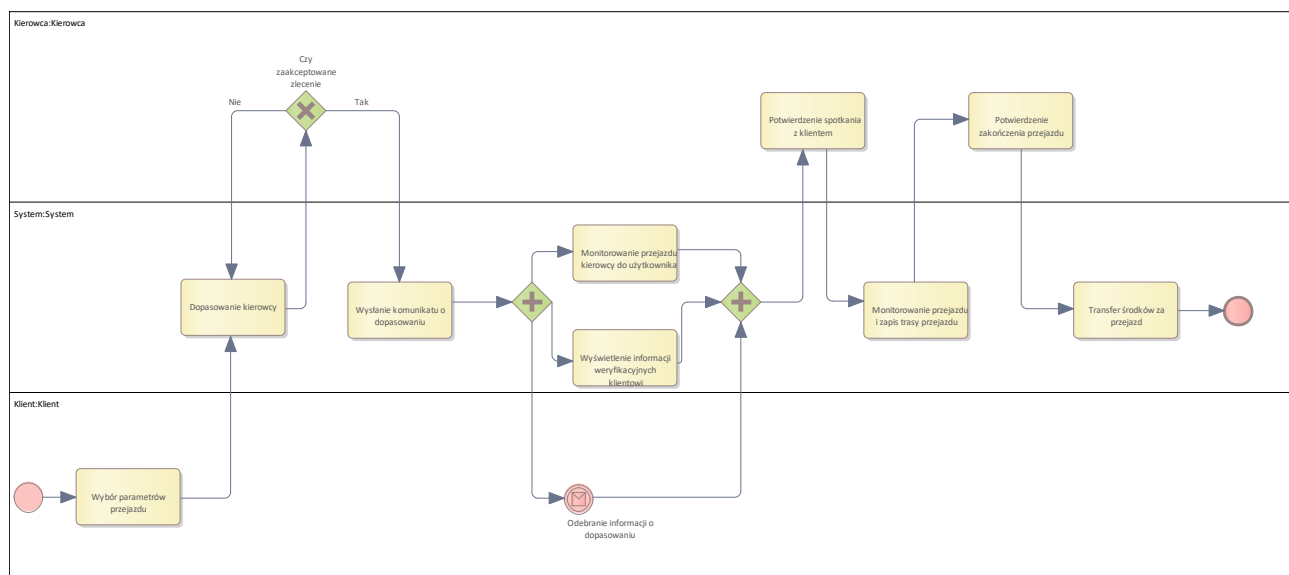 Kierowca:Kierowca
Czy
zaakceptowane
zlecenie
Nie
Tak
Potwierdzenie spotkania
z klientem
Potwierdzenie
zakończenia przejazdu
System:System
Dopasowanie kierowcy
Wysłanie komunikatu o
dopasowaniu
Monitorowanie przejazdu
kierowcy do użytkownika
Wyświetlenie informacji
weryfikacyjnych
klientowi
Monitorowanie przejazdu
i zapis trasy przejazdu
Transfer środków za
przejazd
Klient:Klient
Wybór parametrów
przejazdu
Odebranie informacji o
dopasowaniu